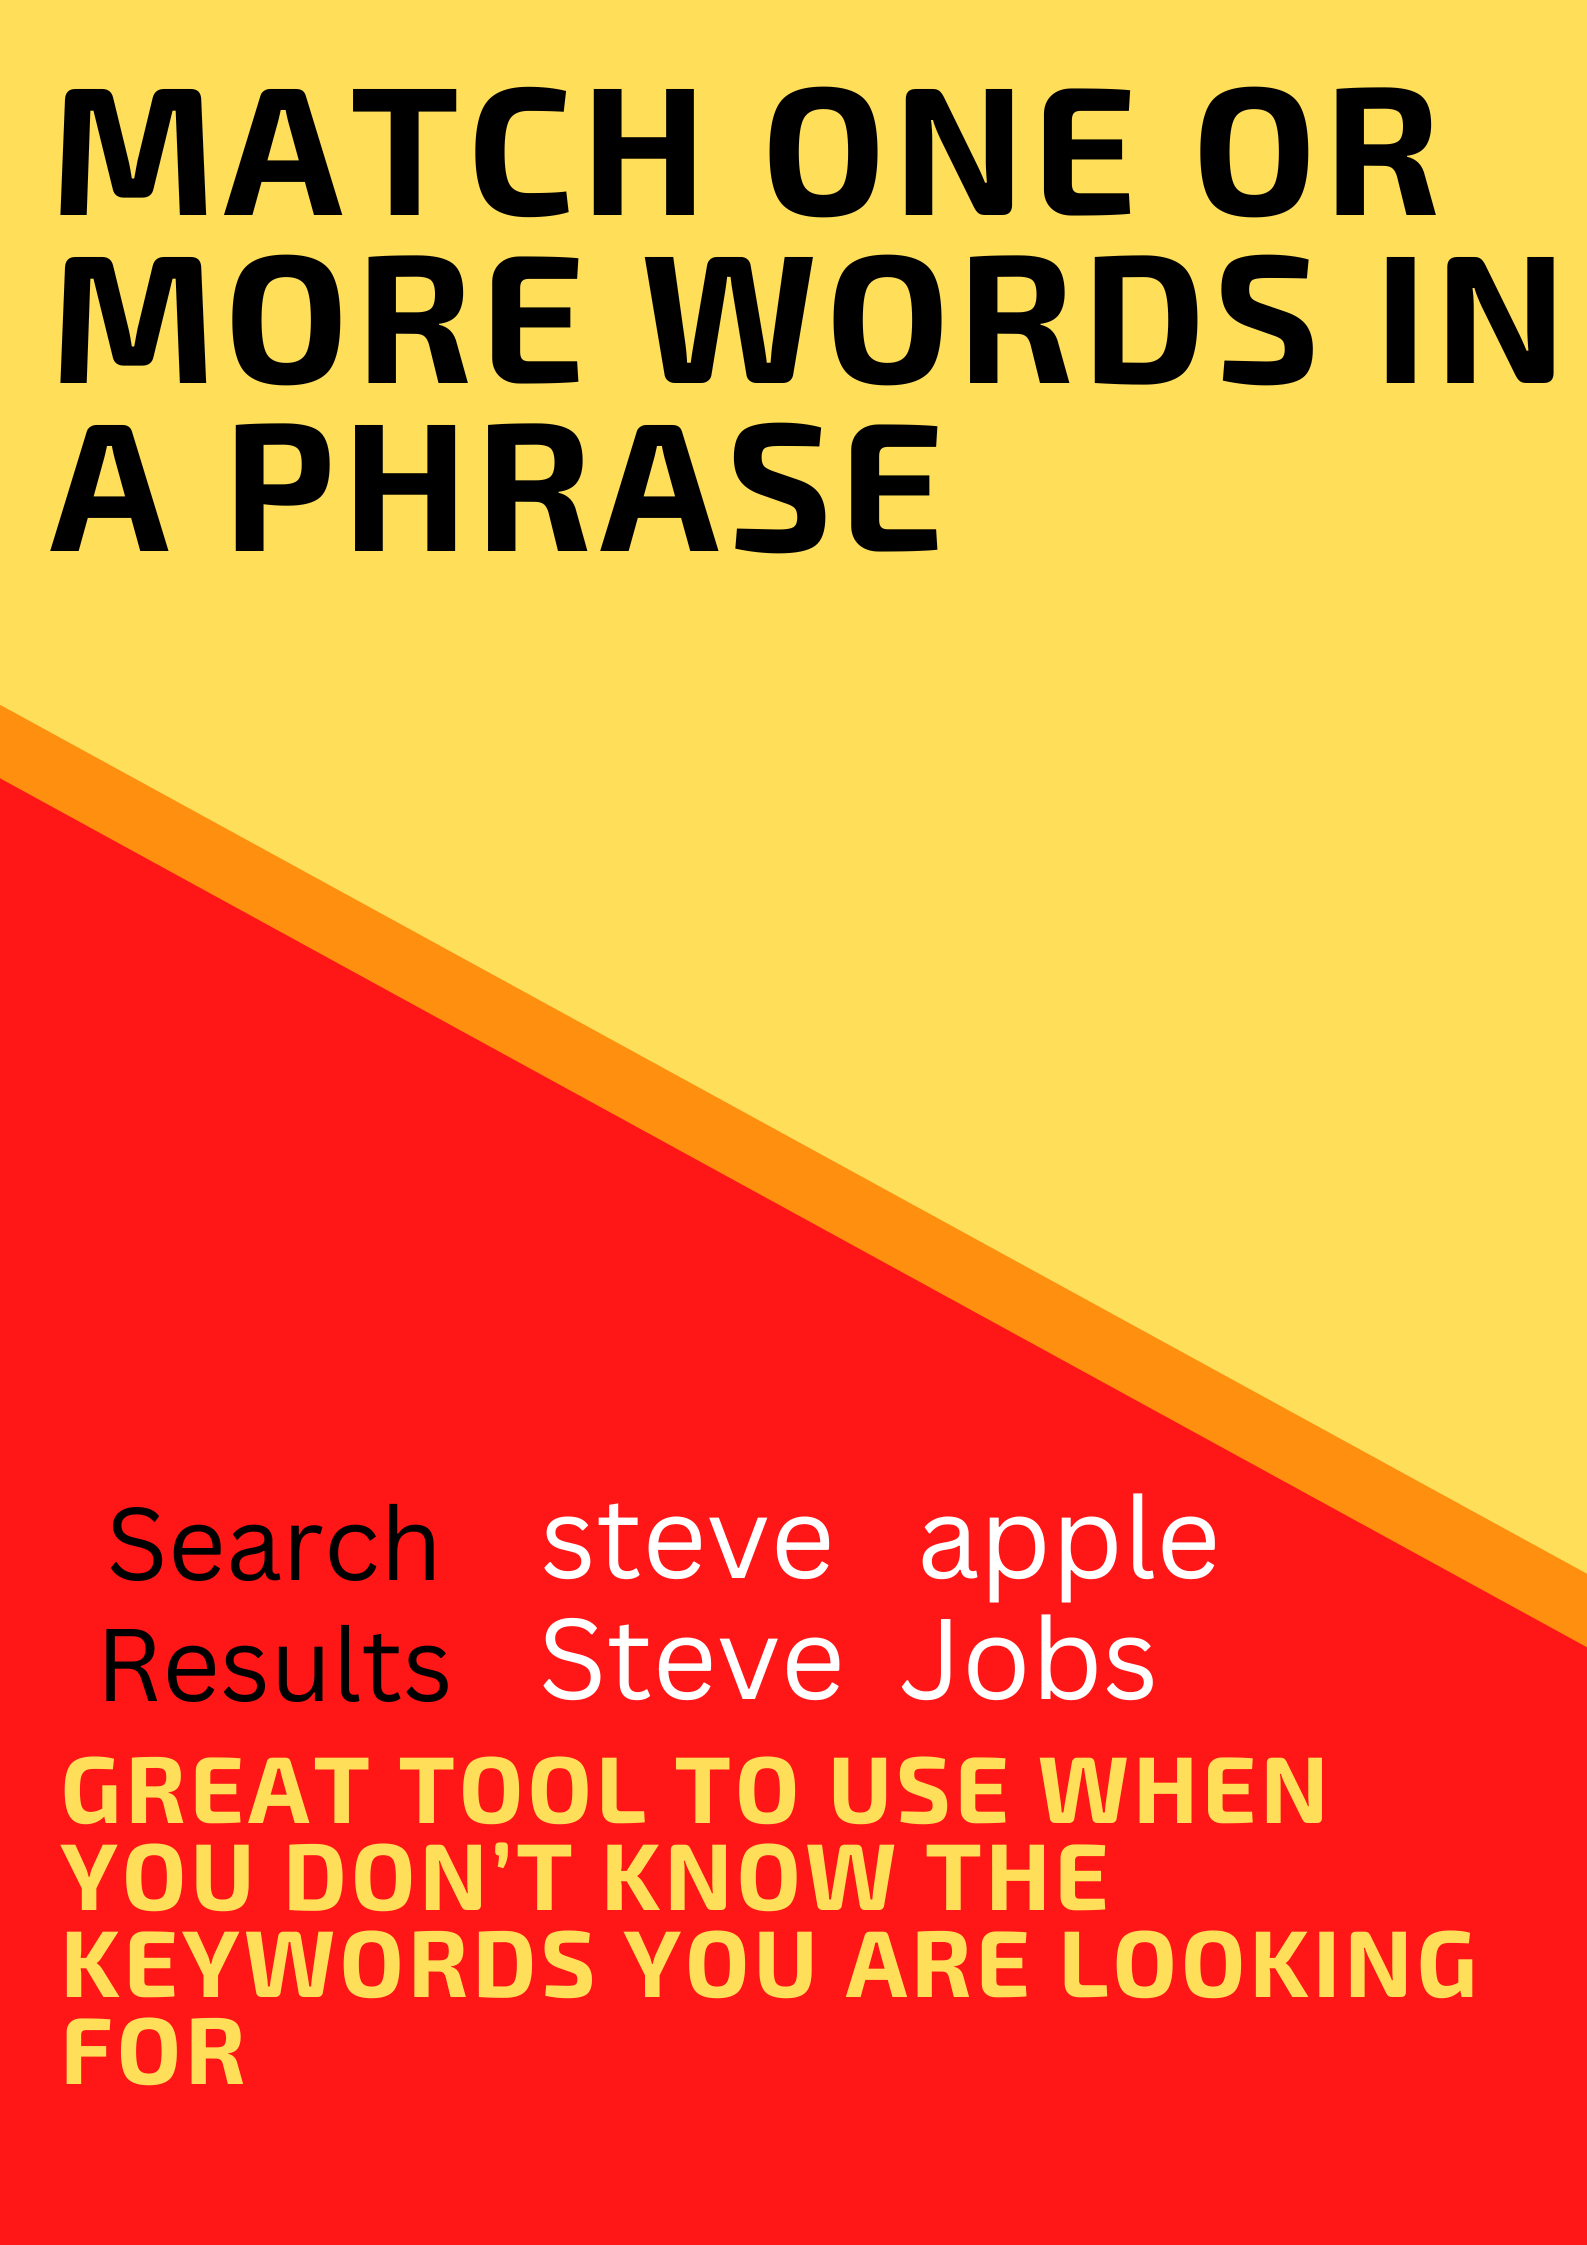 MATCH ONE OR
MORE WORDS IN
A PHRASE
Search steve apple
Results Steve Jobs
GREAT TOOL TO USE WHEN
YOU DON’T KNOW THE
KEYWORDS YOU ARE LOOKING
FOR